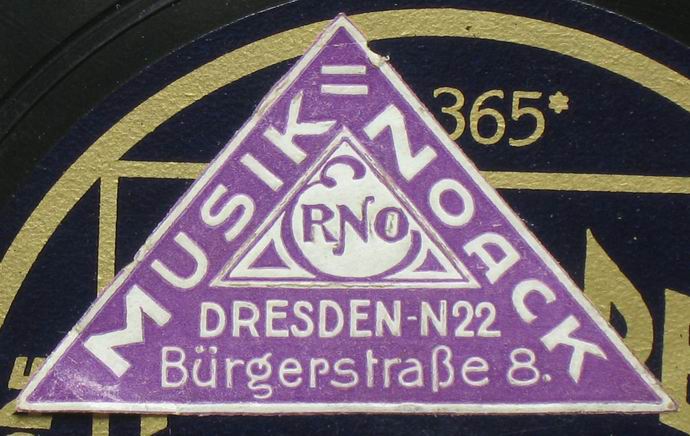 MUSIK=NOACK
365*
RNO
DRESDEN-N22
Bürgerstraße 8.